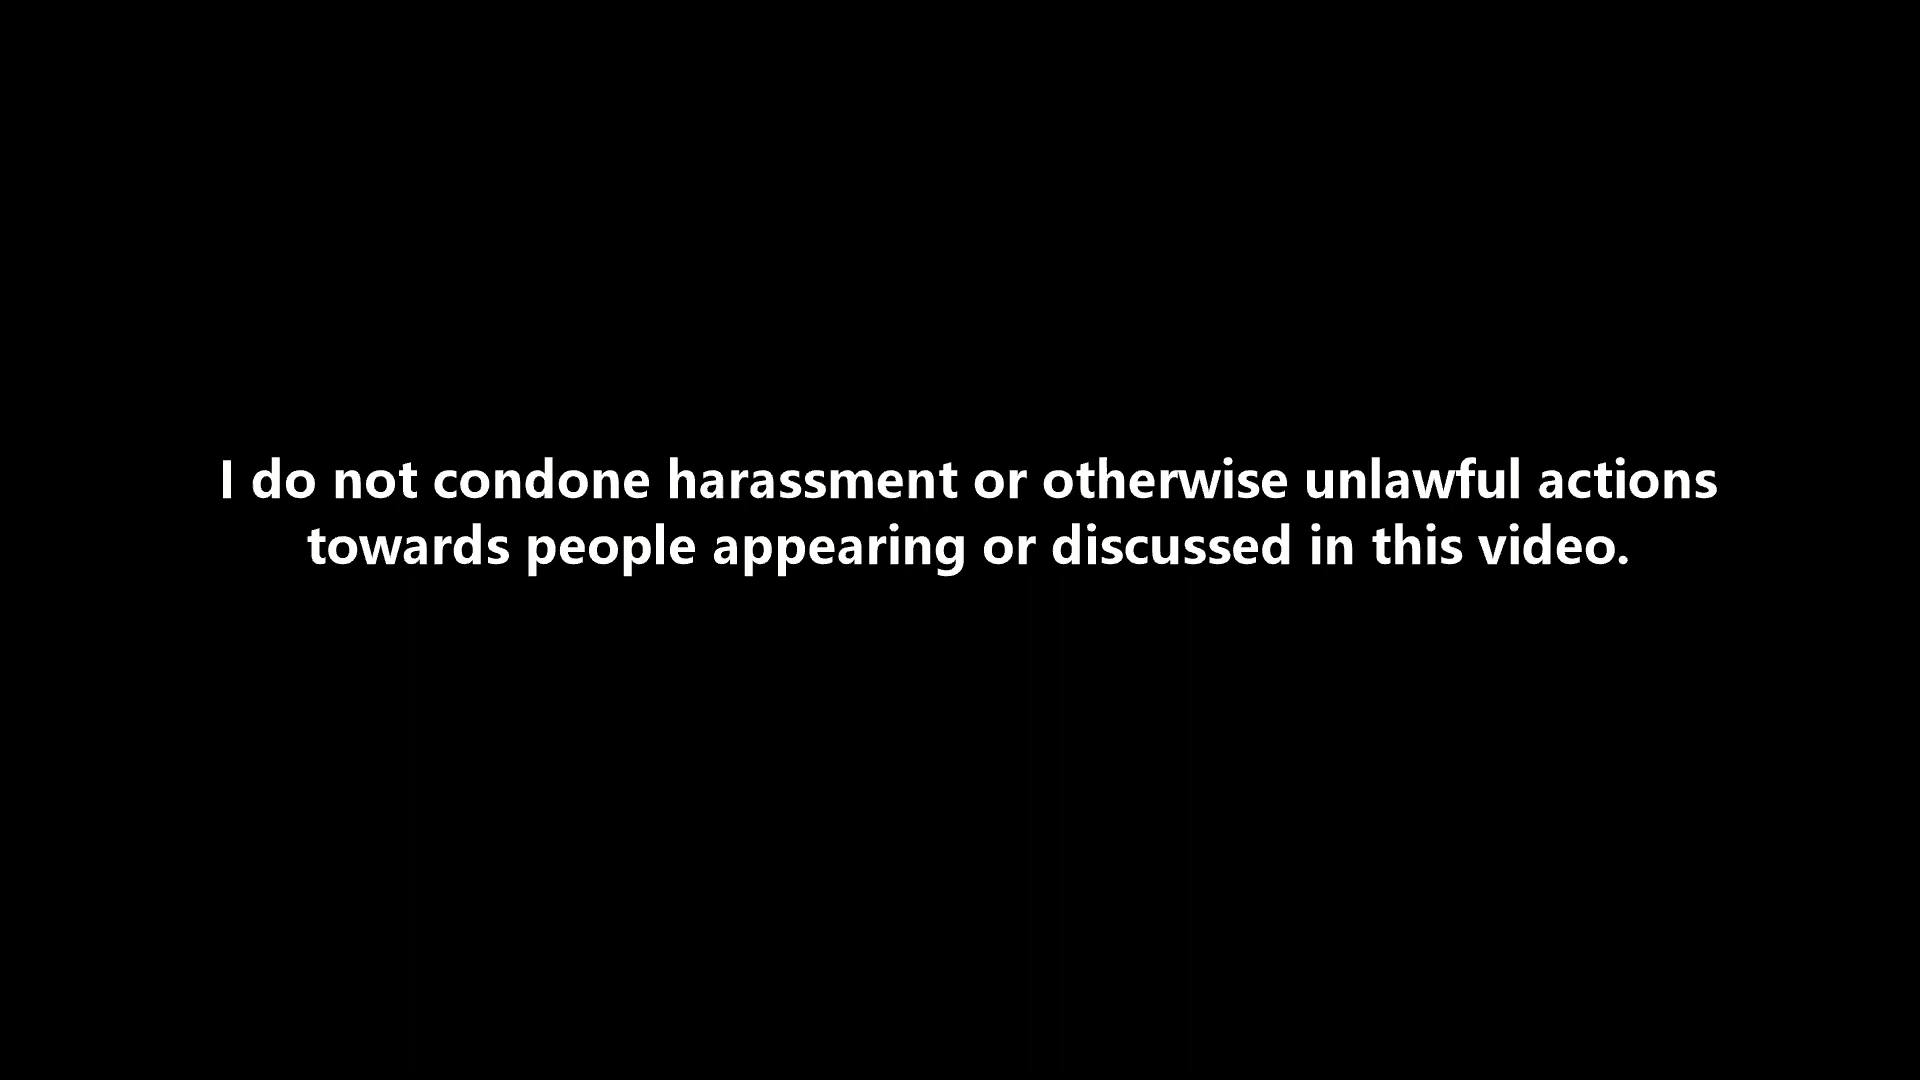 I do not condone harassment or otherwise unlawful actions
towards people appearing or discussed in this video.